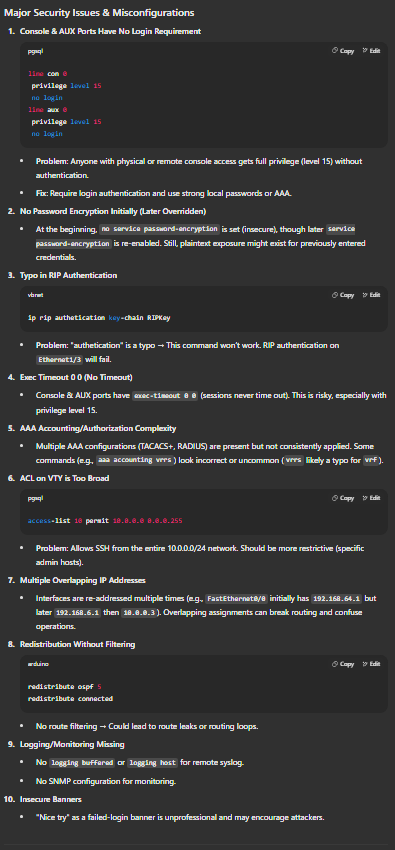 Major Security Issues & Misconfigurations
1. Console & AUX Ports Have No Login Requirement
pgsql Copy Edit
line con 0
privilege level 15
no login
line aux 0
privilege level 15
no login
• Problem: Anyone with physical or remote console access gets full privilege (level 15) without
authentication.
• Fix: Require login authentication and use strong local passwords or AAA.
2. No Password Encryption Initially (Later Overridden)
• At the beginning, no service password-encryption is set (insecure), though later service
password-encryption is re-enabled. Still, plaintext exposure might exist for previously entered
credentials.
3. Typo in RIP Authentication
vbnet Copy Edit
ip rip authetication key-chain RIPKey
• Problem: "authetication" is a typo → This command won't work. RIP authentication on
Ethernet1/3 will fail.
4. Exec Timeout 0 0 (No Timeout)
• Console & AUX ports have exec-timeout 0 0 (sessions never time out). This is risky, especially with
privilege level 15.
5. AAA Accounting/Authorization Complexity
• Multiple AAA configurations (TACACS+, RADIUS) are present but not consistently applied. Some
commands (e.g., aaa accounting vrrs) look incorrect or uncommon (vrrs likely a typo for vrf).
6. ACL on VTY is Too Broad
pgsql Copy Edit
access-list 10 permit 10.0.0.0 0.0.0.255
• Problem: Allows SSH from the entire 10.0.0.0/24 network. Should be more restrictive (specific
admin hosts).
7. Multiple Overlapping IP Addresses
• Interfaces are re-addressed multiple times (e.g., FastEthernet0/0 initially has 192.168.64.1 but
later 192.168.6.1 then 10.0.0.3). Overlapping assignments can break routing and confuse
operations.
8. Redistribution Without Filtering
arduino Copy Edit
redistribute ospf 5
redistribute connected
• No route filtering → Could lead to route leaks or routing loops.
9. Logging/Monitoring Missing
• No logging buffered or logging host for remote syslog.
• No SNMP configuration for monitoring.
10. Insecure Banners
• "Nice try" as a failed-login banner is unprofessional and may encourage attackers.